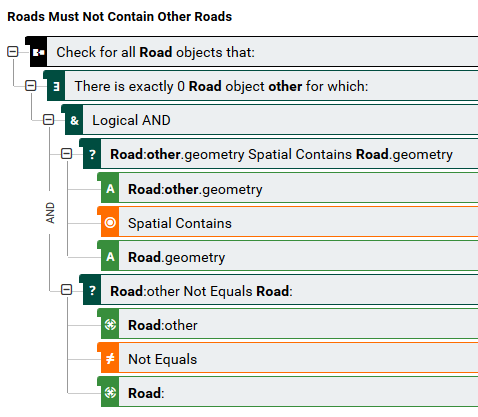 Roads Must Not Contain Other Roads
Check for all Road objects that:
∃ There is exactly 0 Road object other for which:
& Logical AND
? Road:other.geometry Spatial Contains Road.geometry
A Road:other.geometry
Spatial Contains
A Road.geometry
AND
? Road:other Not Equals Road:
Road:other
≠ Not Equals
Road: